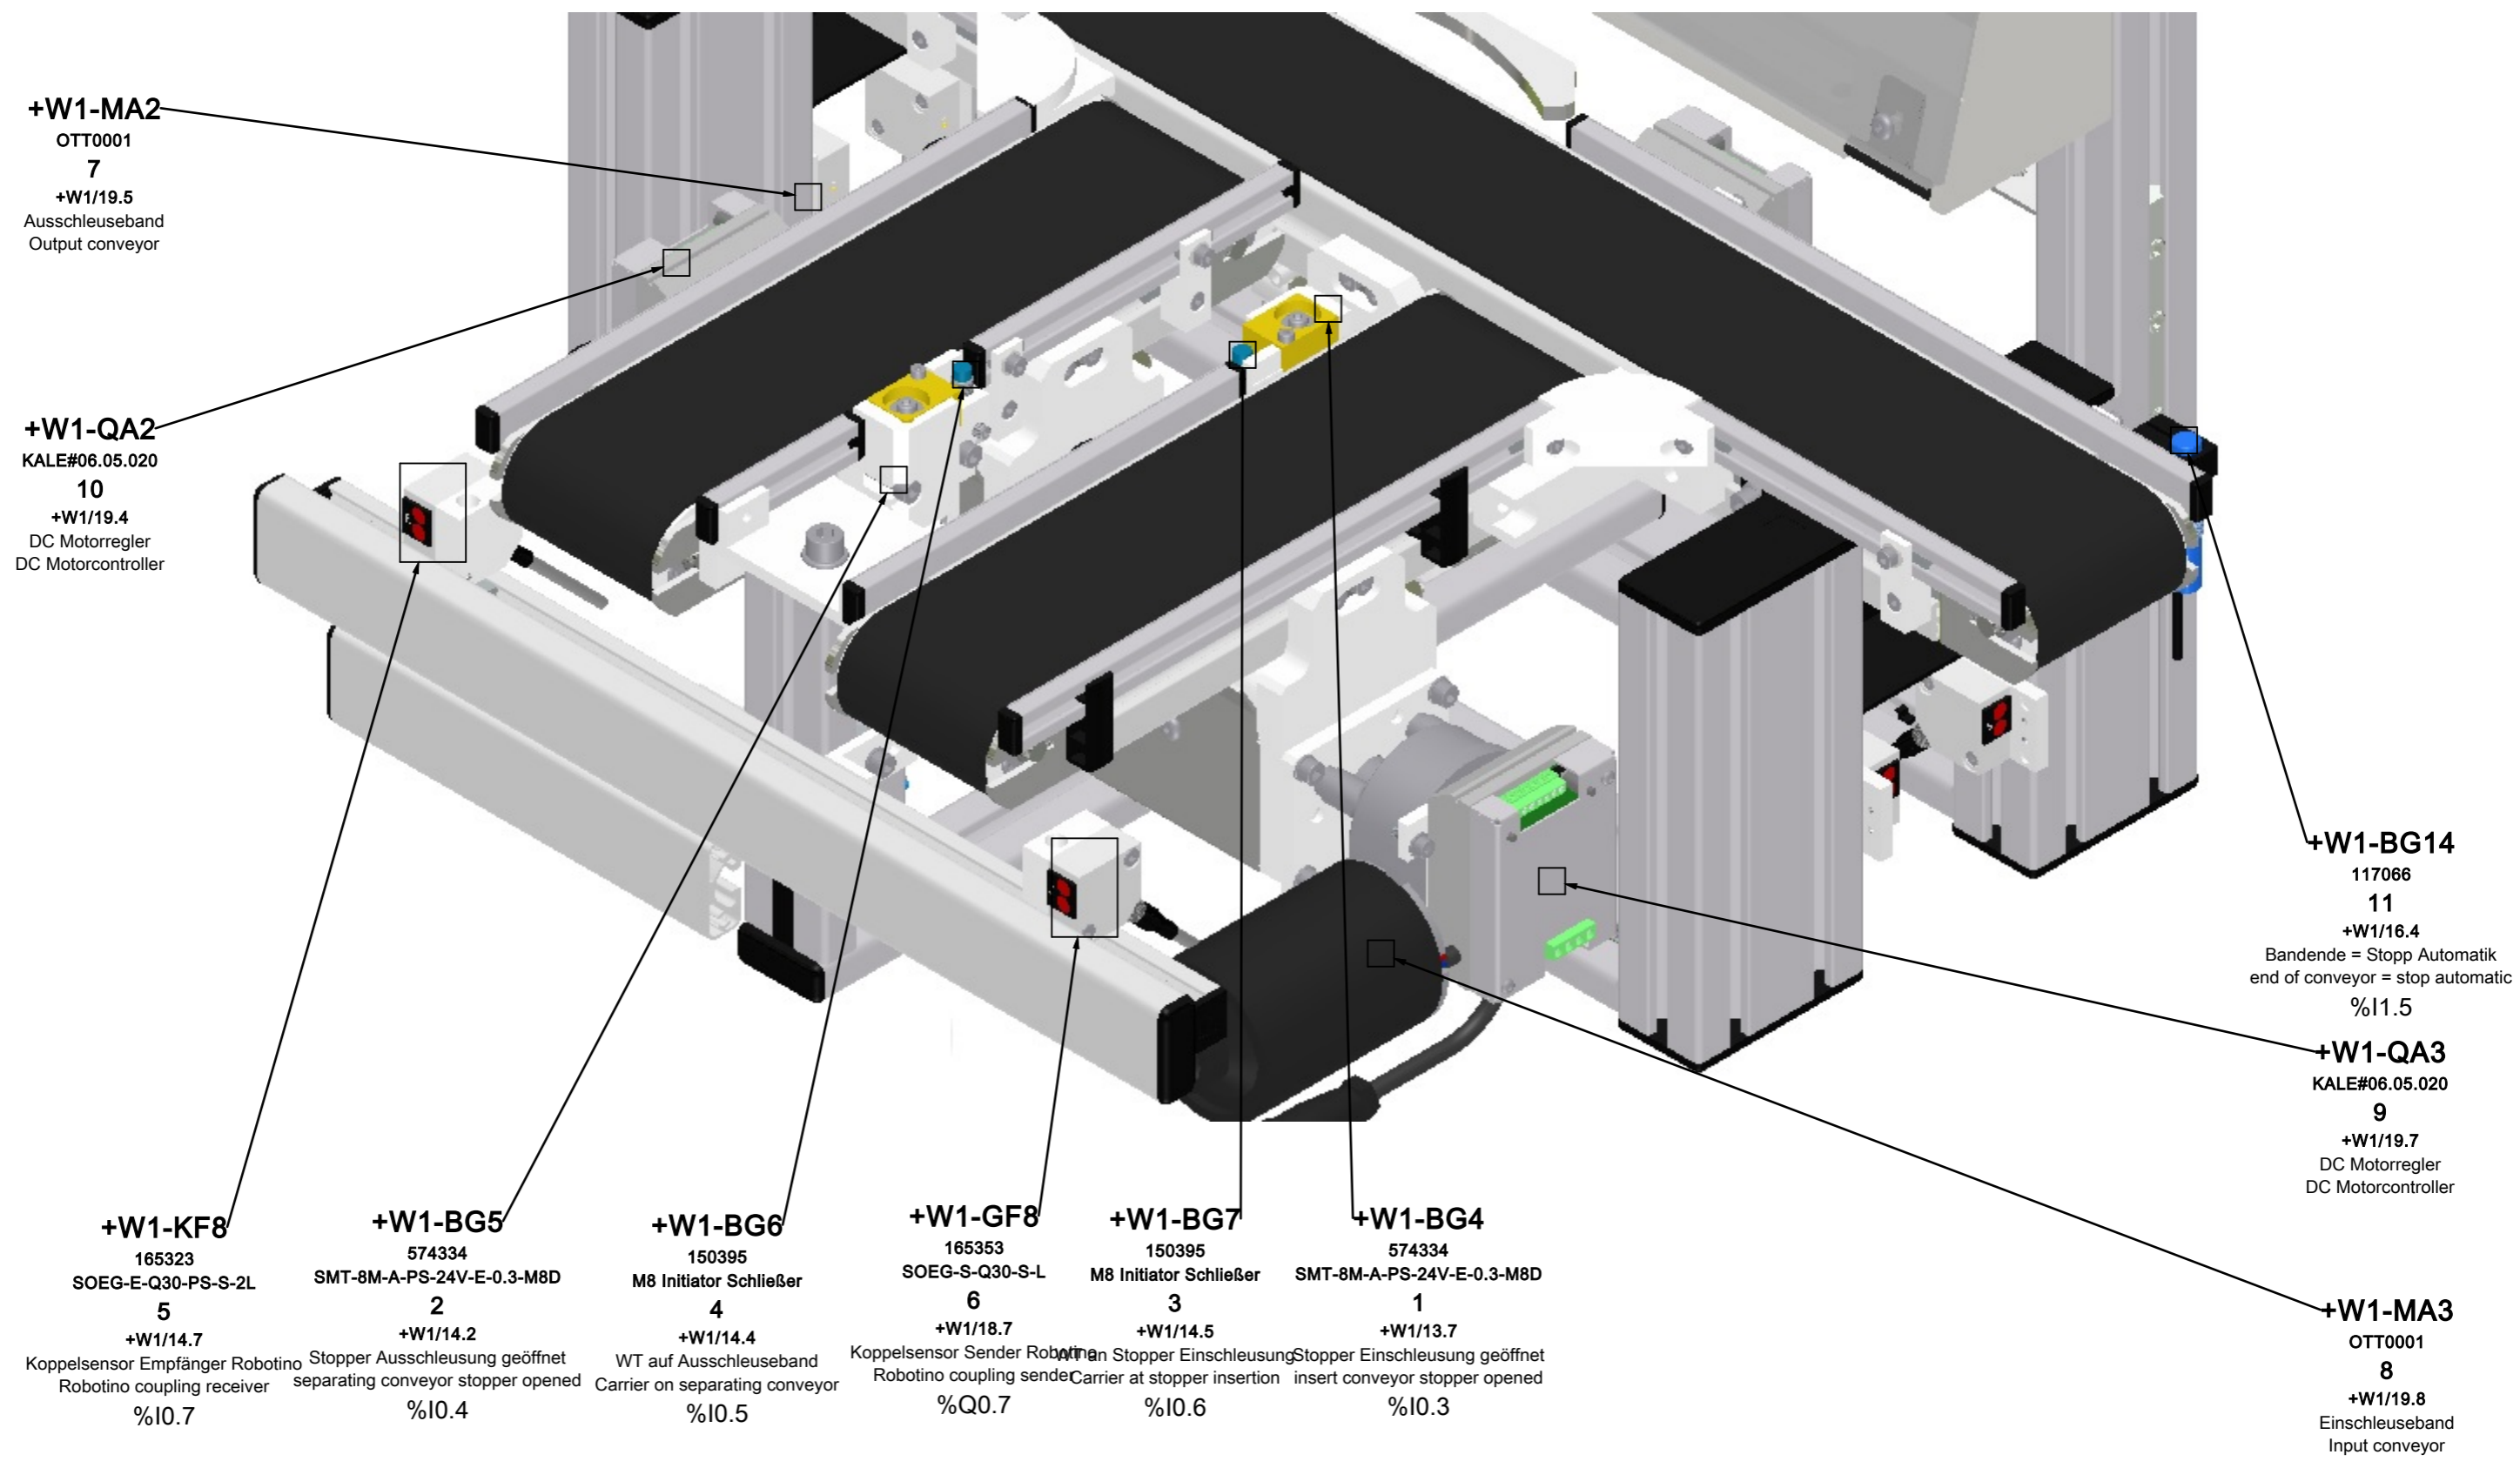 +W1-MA2
OTT0001
7
+W1/19.5
Ausschleuseband
Output conveyor
+W1-QA2
KALE#06.05.020
10
+W1/19.4
DC Motorregler
DC Motorcontroller
+W1-BG14
117066
11
+W1/16.4
Bandende = Stopp Automatik
end of conveyor = stop automatic
%I1.5
+W1-QA3
KALE#06.05.020
9
+W1/19.7
DC Motorregler
DC Motorcontroller
+W1-KF8
165323
SOEG-E-Q30-PS-S-2L
5
+W1/14.7
Koppelsensor Empfänger Robotino
Robotino coupling receiver
%I0.7
+W1-BG5
574334
SMT-8M-A-PS-24V-E-0.3-M8D
2
+W1/14.2
Stopper Ausschleusung geöffnet
separating conveyor stopper opened
%I0.4
+W1-BG6
150395
M8 Initiator Schließer
4
+W1/14.4
WT auf Ausschleuseband
Carrier on separating conveyor
%I0.5
+W1-GF8
165353
SOEG-S-Q30-S-L
6
+W1/18.7
Koppelsensor Sender Robotino
Robotino coupling sender
%Q0.7
+W1-BG7
150395
M8 Initiator Schließer
3
+W1/14.5
WT an Stopper Einschleusung
Carrier at stopper insertion
%I0.6
+W1-BG4
574334
SMT-8M-A-PS-24V-E-0.3-M8D
1
+W1/13.7
Stopper Einschleusung geöffnet
insert conveyor stopper opened
%I0.3
+W1-MA3
OTT0001
8
+W1/19.8
Einschleuseband
Input conveyor